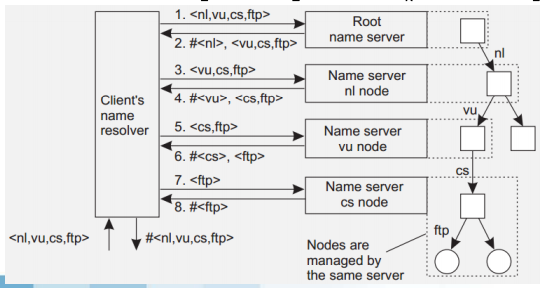 1. <nl,vu,cs,ftp>
Root
name server
2. #<nl>, <vu,cs,ftp>
nl
3. <vu,cs,ftp>
Name server
nl node
4. #<vu>, <cs,ftp>
Client's
name
resolver
vu
5. <cs,ftp>
Name server
vu node
6. #<cs>, <ftp>
cs
7. <ftp>
Name server
cs node
8. #<ftp>
ftp
<nl,vu,cs,ftp>
#<nl,vu,cs,ftp>
Nodes are
managed by
the same server